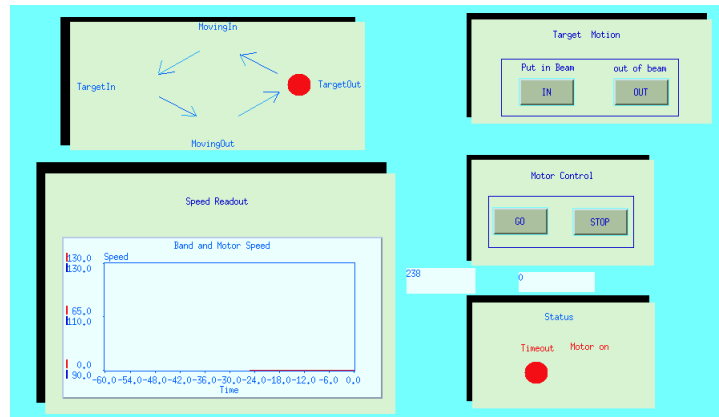 MovingIn
TargetIn
TargetOut
MovingOut
Target Motion
Put in Beam
out of beam
IN
OUT
Speed Readout
Band and Motor Speed
Speed
130.0
130.0
65.0
110.0
0.0
90.0
-60.0-54.0-48.0-42.0-36.0-30.0-24.0-18.0-12.0 -6.0 0.0
Time
Motor Control
GO
STOP
238
0
Status
Timeout
Motor on